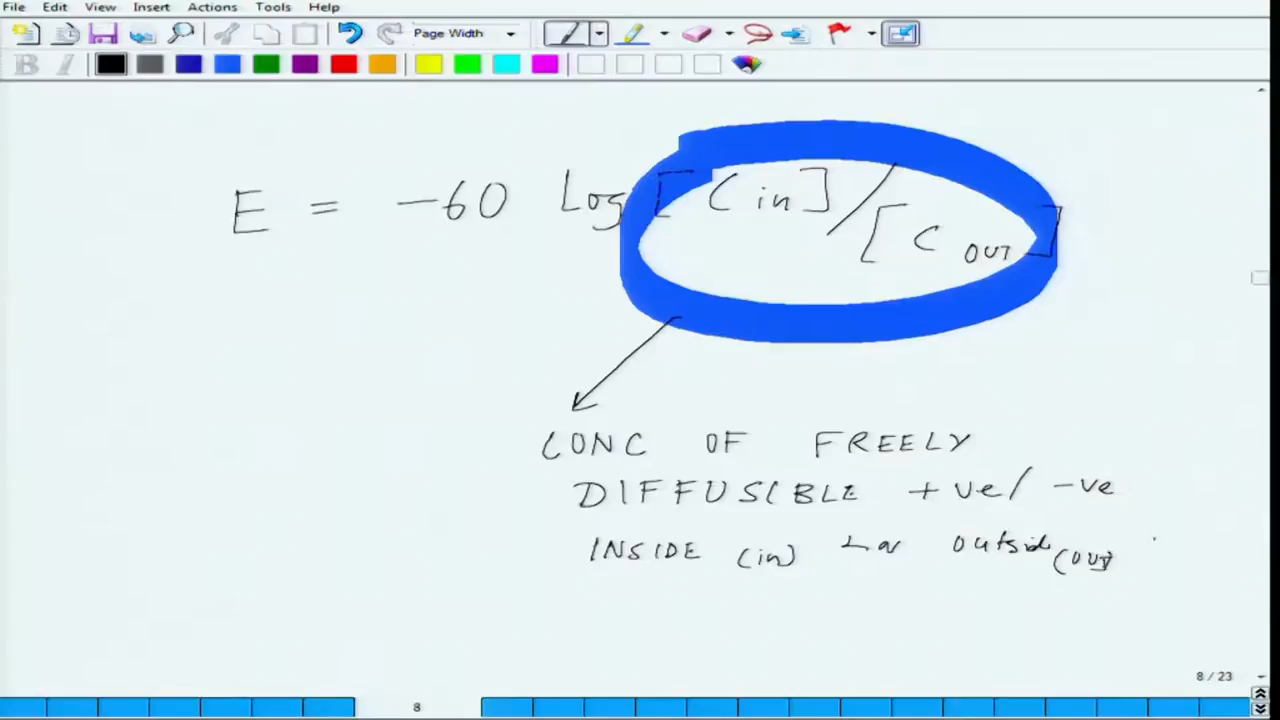 File Edit View Insert Actions Tools Help
Page Width
E = -60 Log [C in] / [C OUT]
CONC OF FREELY
DIFFUSIBLE +ve/ -ve
INSIDE (in) outside (OUT)
8 / 23
8